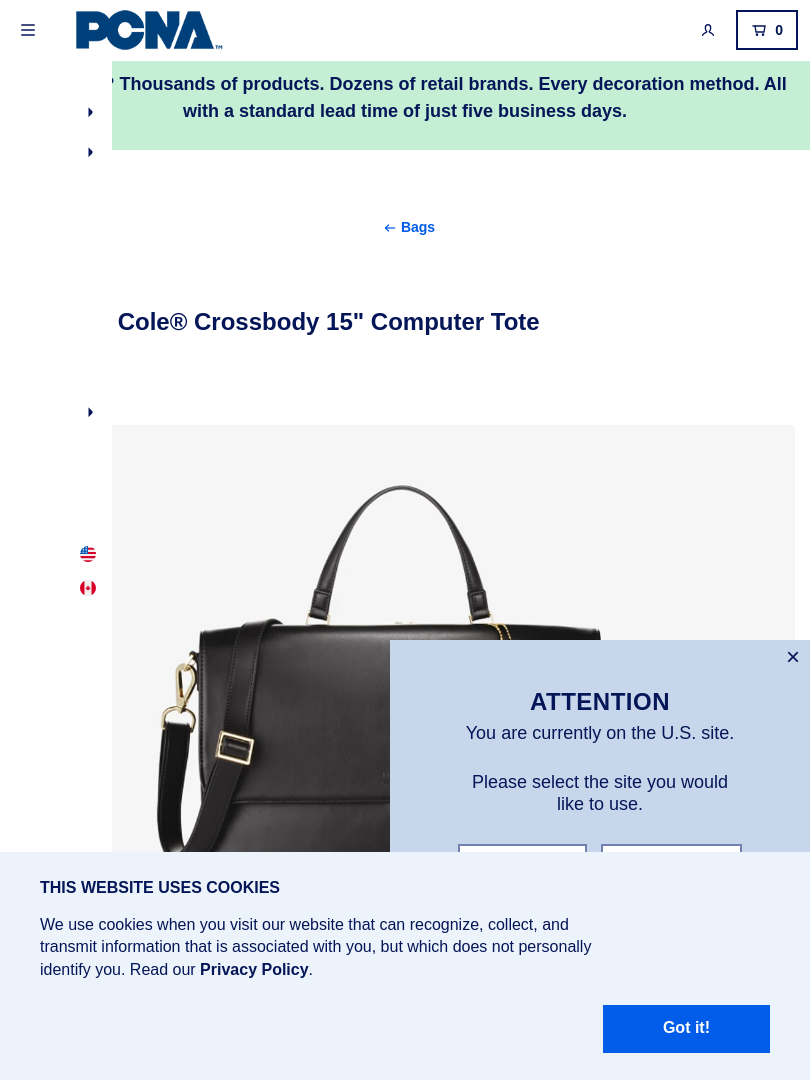 PCNA™
0
Thousands of products. Dozens of retail brands. Every decoration method. All
with a standard lead time of just five business days.
← Bags
Cole® Crossbody 15" Computer Tote
ATTENTION
You are currently on the U.S. site.
Please select the site you would
like to use.
THIS WEBSITE USES COOKIES
We use cookies when you visit our website that can recognize, collect, and
transmit information that is associated with you, but which does not personally
identify you. Read our Privacy Policy.
Got it!